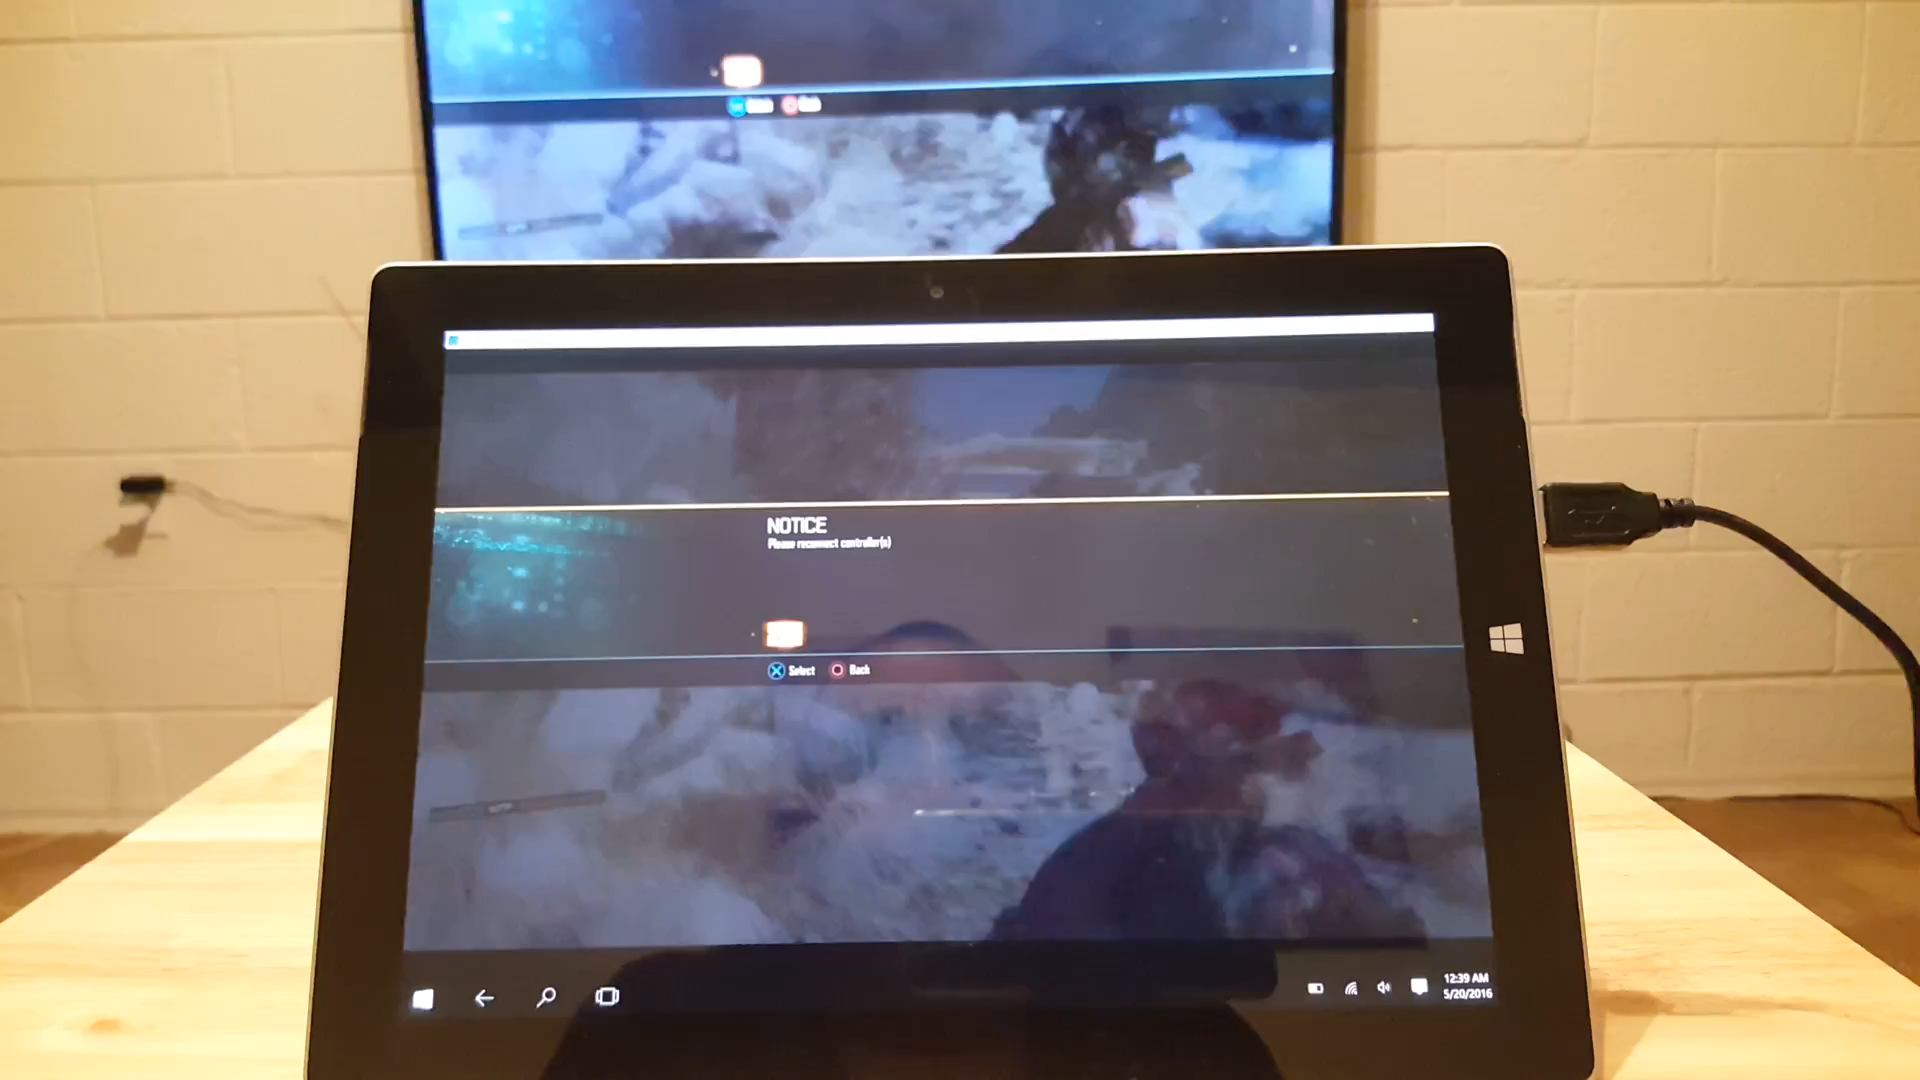 NOTICE
Please reconnect controller(s)
Select Back
12:39 AM
5/20/2016